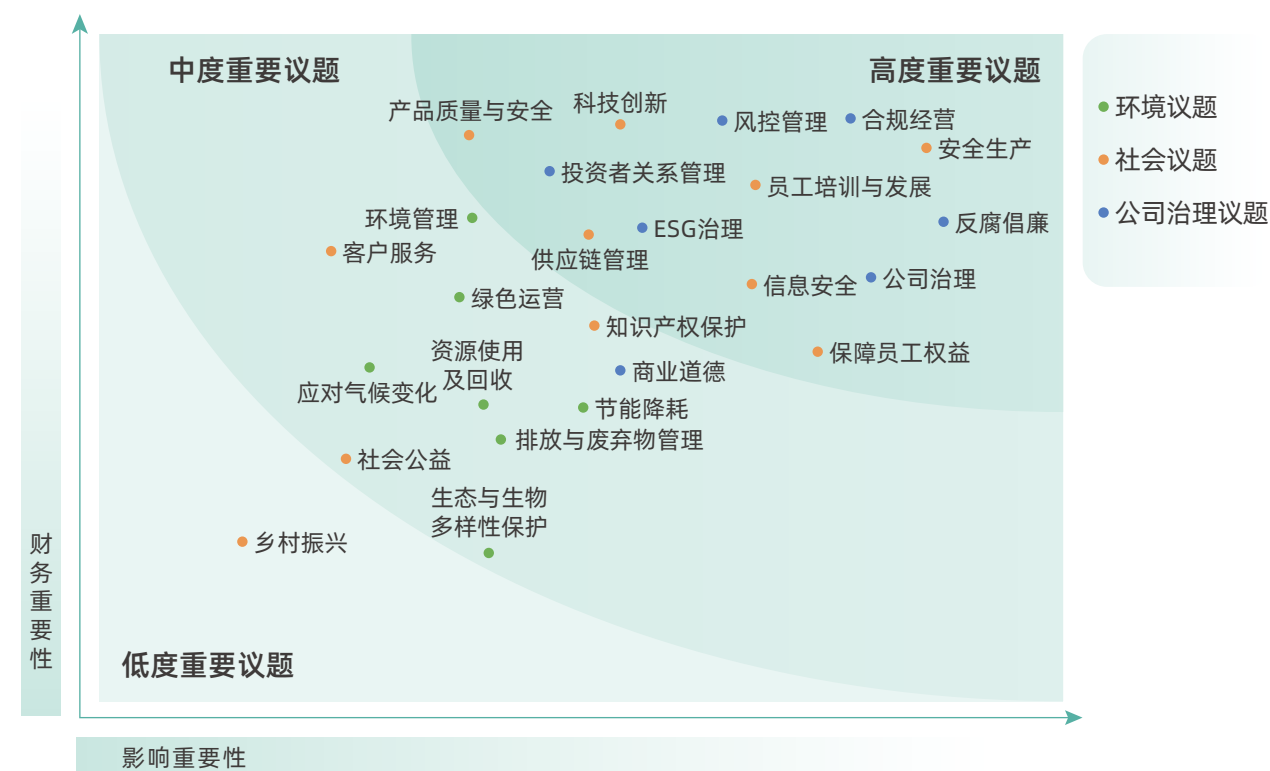 中度重要议题
高度重要议题
产品质量与安全
科技创新
风控管理
合规经营
安全生产
投资者关系管理
员工培训与发展
环境管理
ESG治理
反腐倡廉
客户服务
供应链管理
信息安全
公司治理
绿色运营
知识产权保护
资源使用
及回收
保障员工权益
商业道德
应对气候变化
节能降耗
排放与废弃物管理
社会公益
生态与生物
多样性保护
乡村振兴
低度重要议题
环境议题
社会议题
公司治理议题
财务重要性
影响重要性